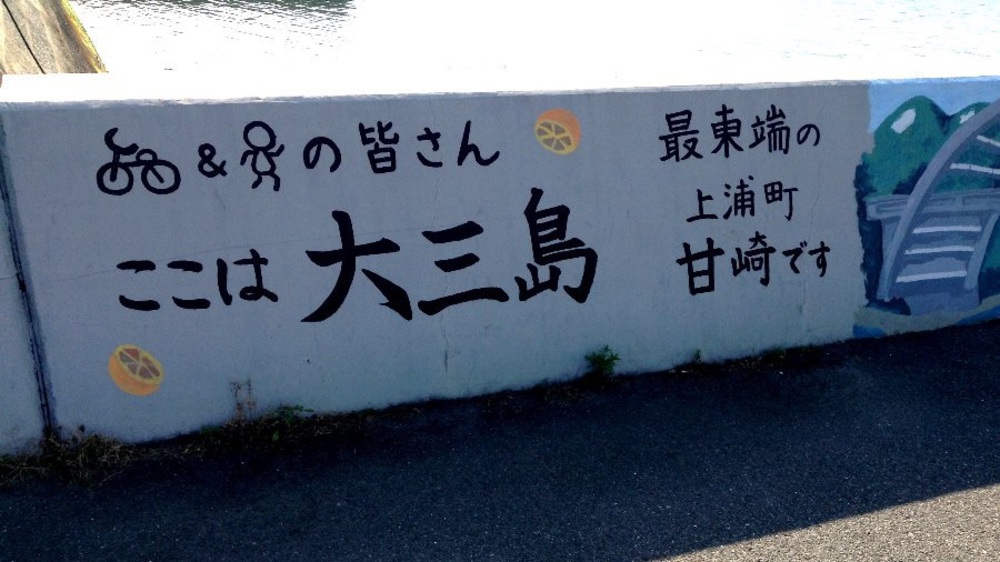 &の皆さん
ここは大三島
最東端の
上浦町
甘崎です